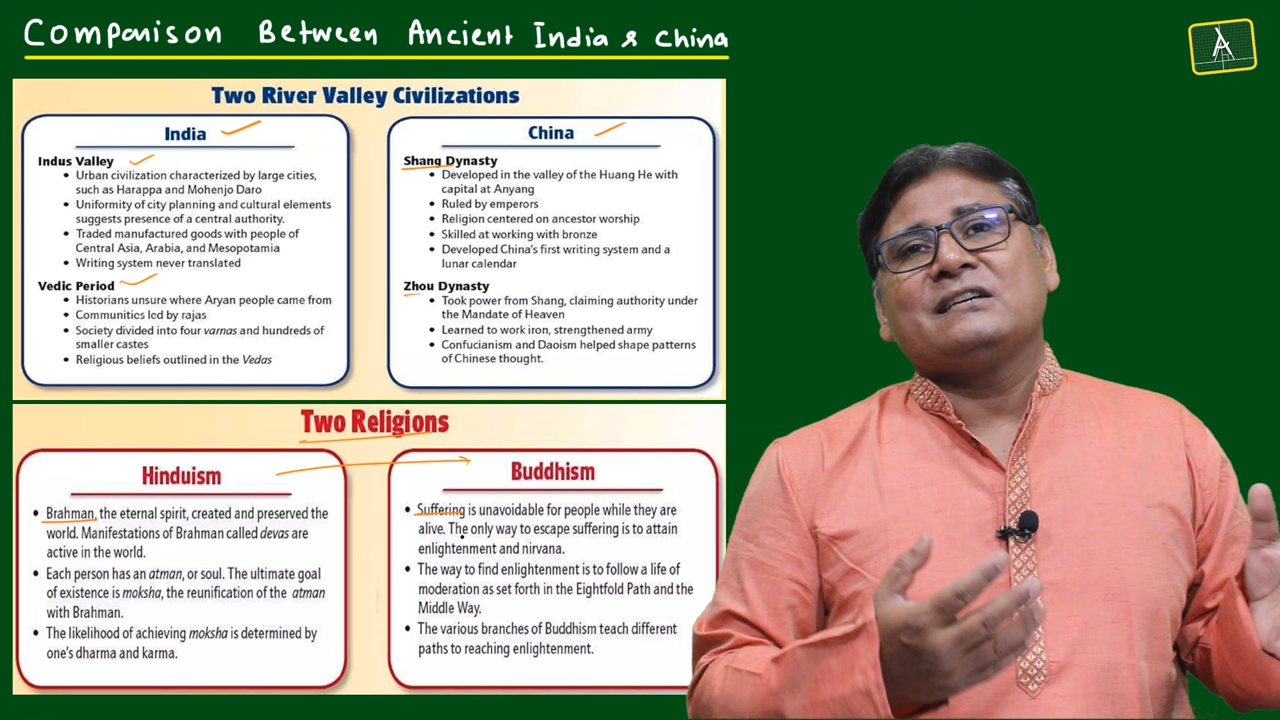 Comparison Between Ancient India & China
Two River Valley Civilizations
India
Indus Valley
• Urban civilization characterized by large cities,
such as Harappa and Mohenjo Daro
• Uniformity of city planning and cultural elements
suggests presence of a central authority.
• Traded manufactured goods with people of
Central Asia, Arabia, and Mesopotamia
• Writing system never translated
Vedic Period
• Historians unsure where Aryan people came from
• Communities led by rajas
• Society divided into four varnas and hundreds of
smaller castes
• Religious beliefs outlined in the Vedas
China
Shang Dynasty
• Developed in the valley of the Huang He with
capital at Anyang
• Ruled by emperors
• Religion centered on ancestor worship
• Skilled at working with bronze
• Developed China's first writing system and a
lunar calendar
Zhou Dynasty
• Took power from Shang, claiming authority under
the Mandate of Heaven
• Learned to work iron, strengthened army
• Confucianism and Daoism helped shape patterns
of Chinese thought.
Two Religions
Hinduism
• Brahman, the eternal spirit, created and preserved the
world. Manifestations of Brahman called devas are
active in the world.
• Each person has an atman, or soul. The ultimate goal
of existence is moksha, the reunification of the atman
with Brahman.
• The likelihood of achieving moksha is determined by
one's dharma and karma.
Buddhism
• Suffering is unavoidable for people while they are
alive. The only way to escape suffering is to attain
enlightenment and nirvana.
• The way to find enlightenment is to follow a life of
moderation as set forth in the Eightfold Path and the
Middle Way.
• The various branches of Buddhism teach different
paths to reaching enlightenment.